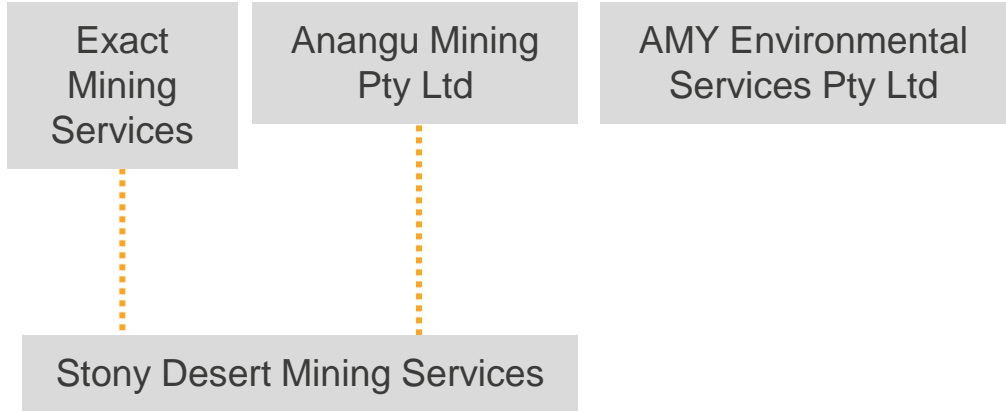 Exact
Mining
Services
Anangu Mining
Pty Ltd
AMY Environmental
Services Pty Ltd
Stony Desert Mining Services